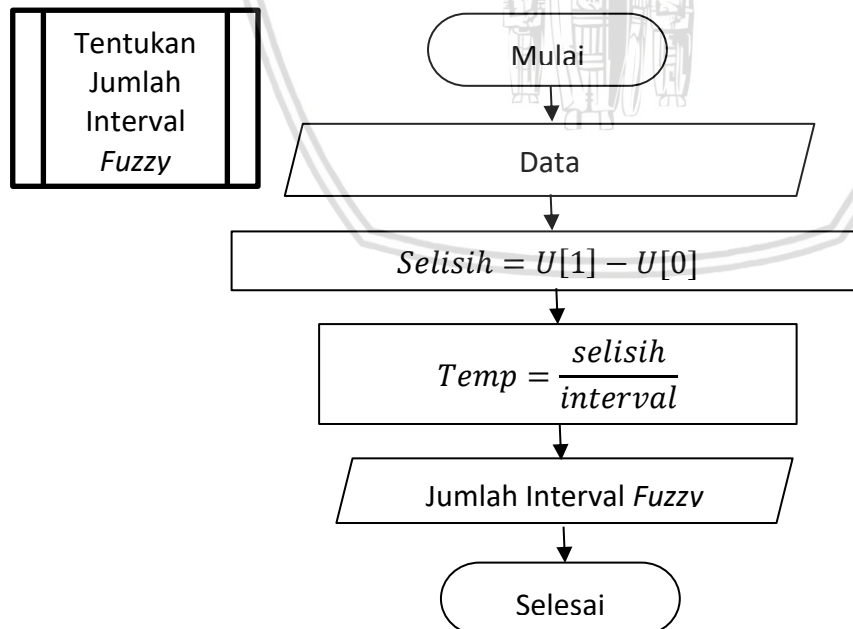 Tentukan
Jumlah
Interval
Fuzzy
Mulai
Data
Selisih = U[1] − U[0]
Temp = selisih / interval
Jumlah Interval Fuzzy
Selesai